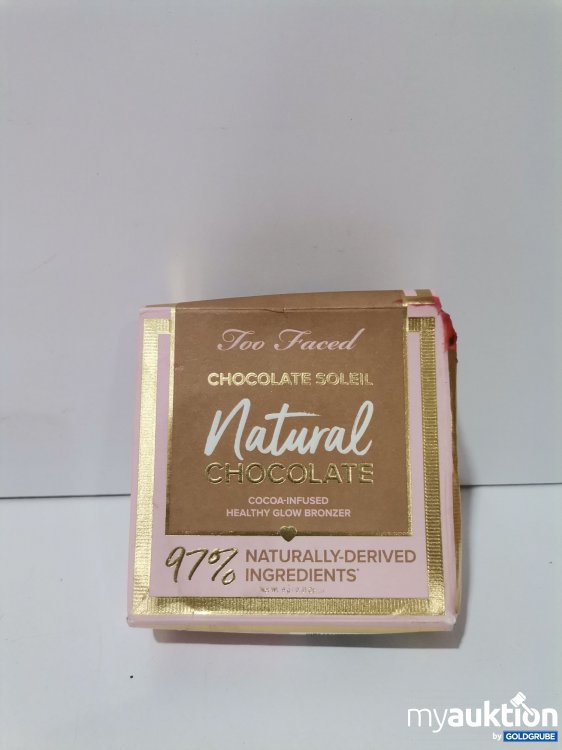 Too Faced
CHOCOLATE SOLEIL
Natural
CHOCOLATE
COCOA-INFUSED
HEALTHY GLOW BRONZER
97% NATURALLY-DERIVED
INGREDIENTS*
myauktion
by GOLDGRUBE